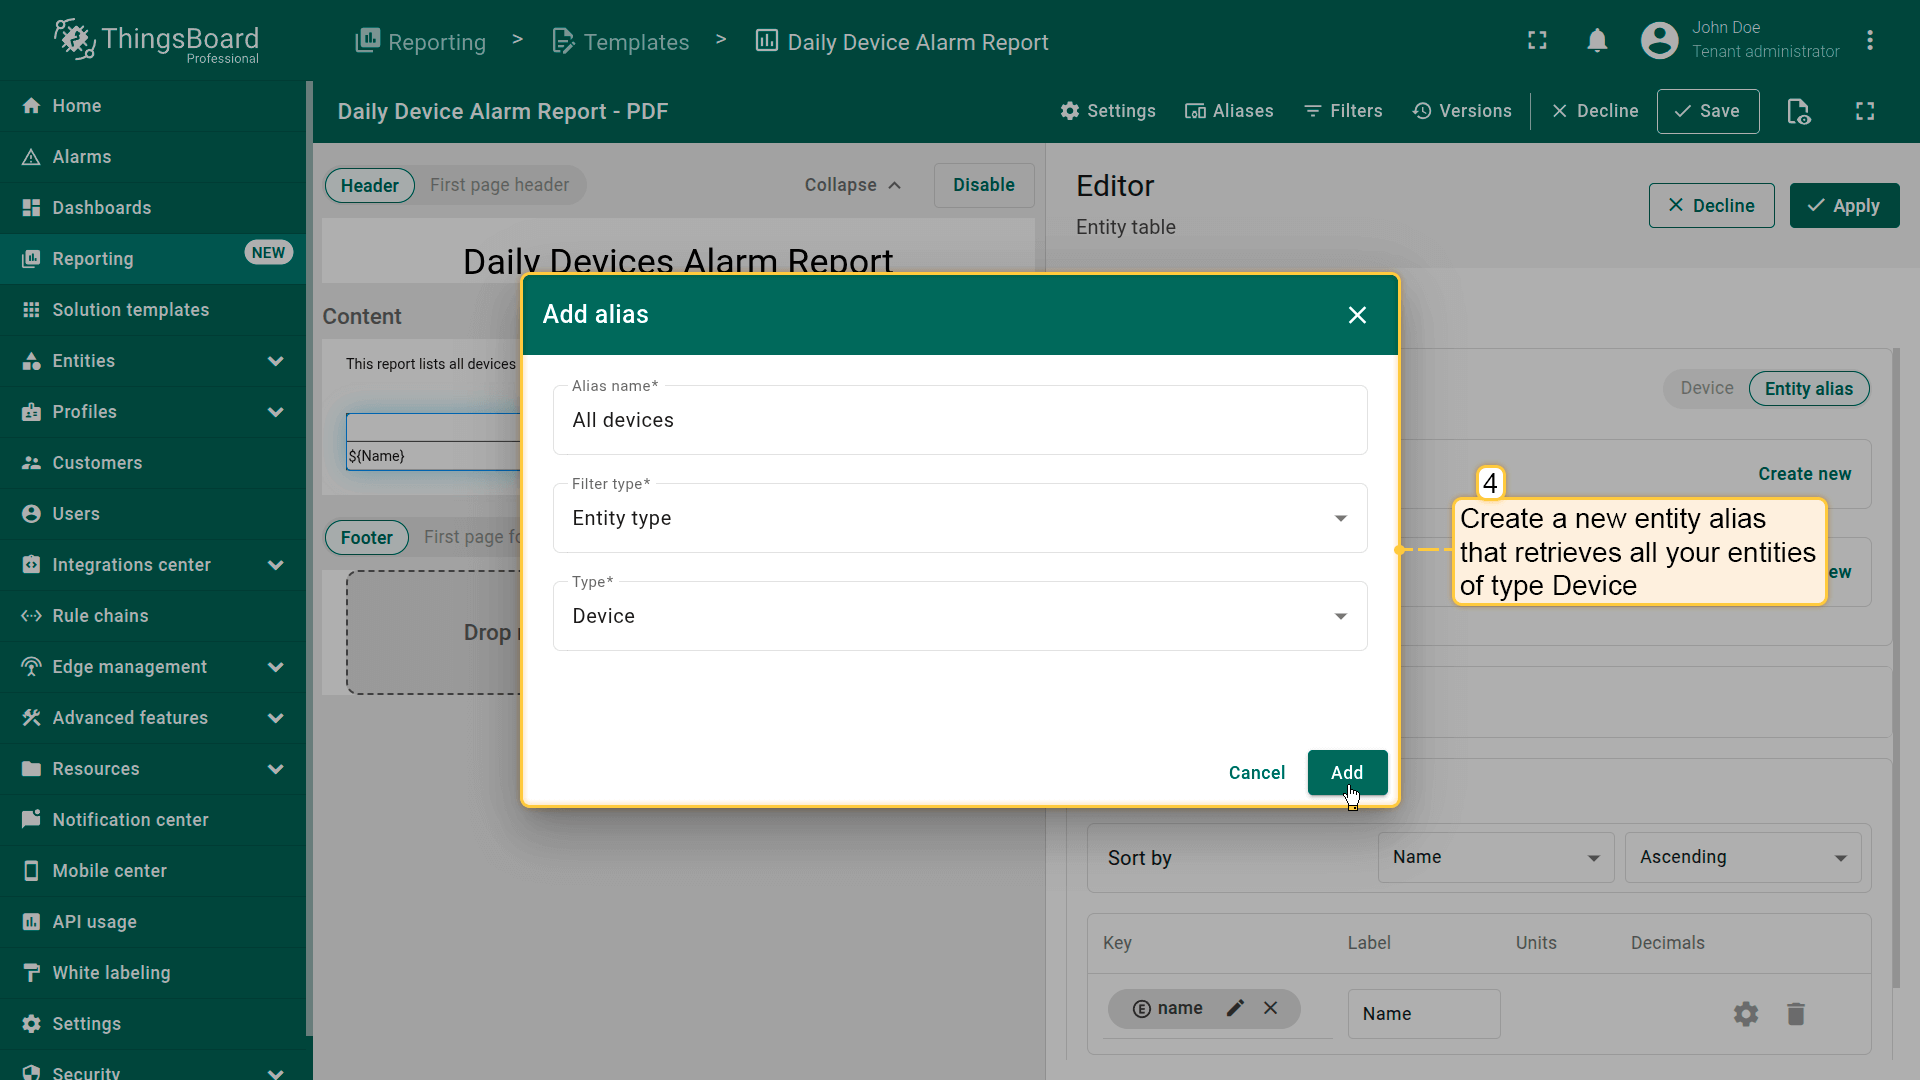 ThingsBoard
Professional
Reporting > Templates > Daily Device Alarm Report
John Doe
Tenant administrator
Home
Alarms
Dashboards
Reporting NEW
Solution templates
Entities
Profiles
Customers
Users
Integrations center
Rule chains
Edge management
Advanced features
Resources
Notification center
Mobile center
API usage
White labeling
Settings
Security
Daily Device Alarm Report - PDF
Settings Aliases Filters Versions Decline Save
Header First page header Collapse Disable
Daily Devices Alarm Report
Content
This report lists all devices
${Name}
Footer First page
Drop
Editor
Entity table
Decline Apply
Device Entity alias
Create new
Add alias
Alias name*
All devices
Filter type*
Entity type
Type*
Device
Cancel Add
4
Create a new entity alias
that retrieves all your entities
of type Device
Sort by Name Ascending
Key Label Units Decimals
E name Name